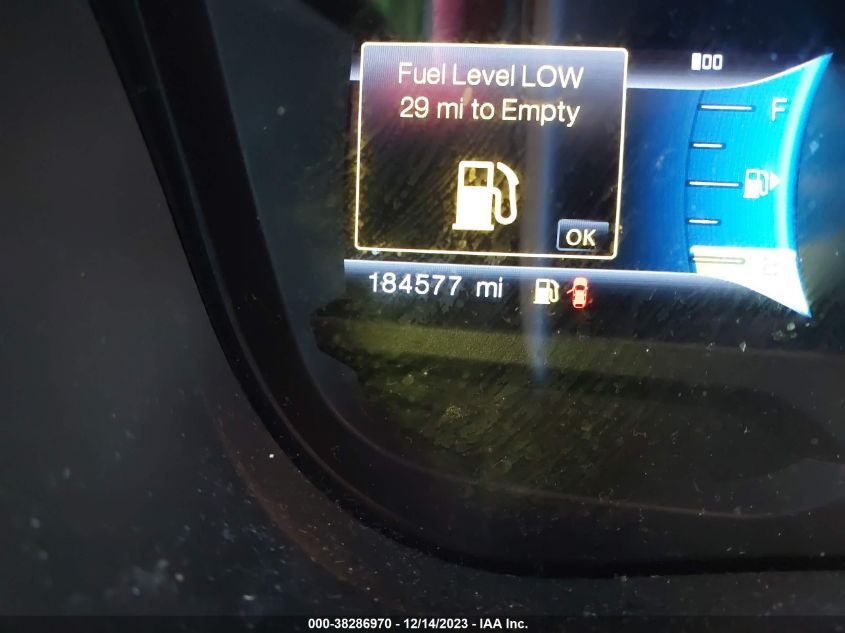 Fuel Level LOW
29 mi to Empty
OK
F
184577 mi
000-38286970 - 12/14/2023 - IAA Inc.